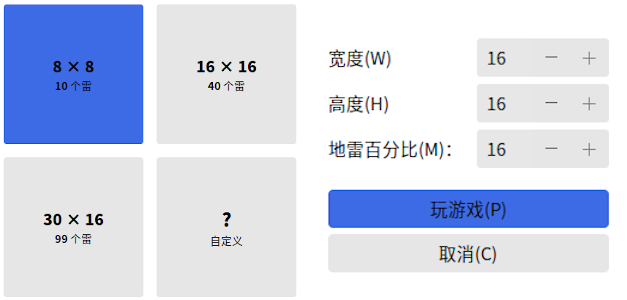 8 × 8
10 个雷
16 × 16
40 个雷
30 × 16
99 个雷
?
自定义
宽度(W) 16 − +
高度(H) 16 − +
地雷百分比(M)： 16 − +
玩游戏(P)
取消(C)